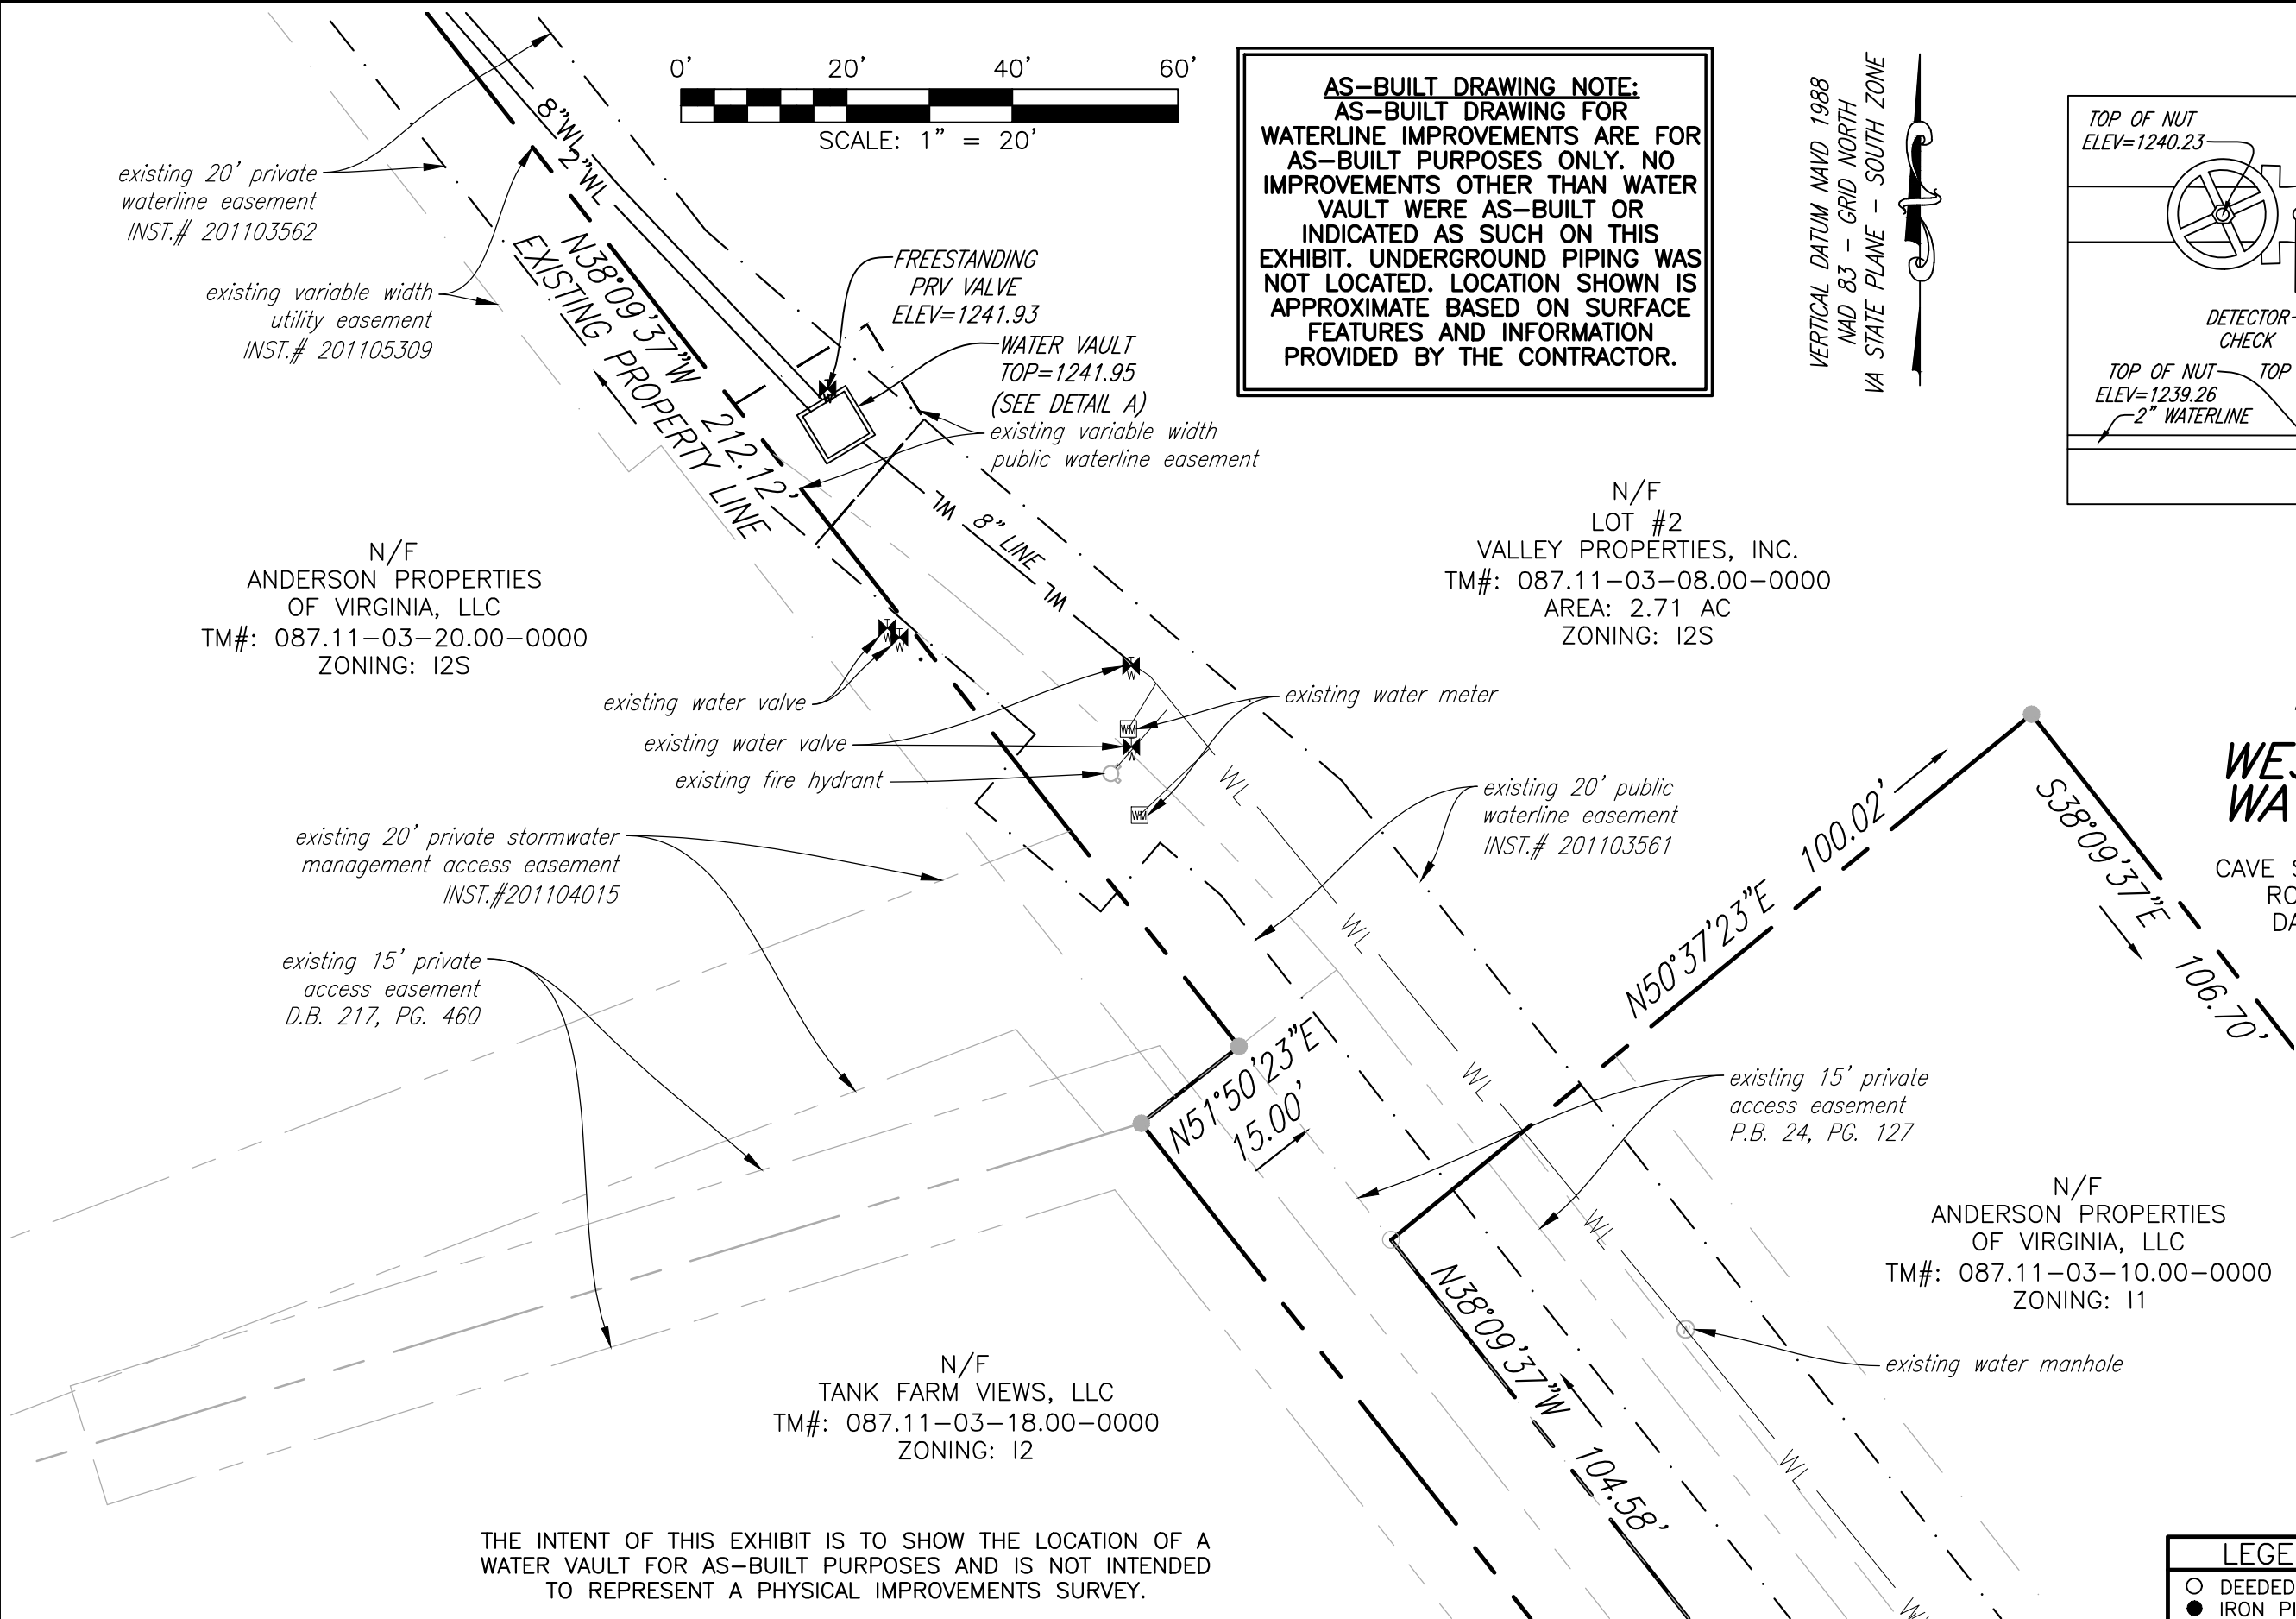 0' 20' 40' 60'
SCALE: 1" = 20'
AS-BUILT DRAWING NOTE:
AS-BUILT DRAWING FOR
WATERLINE IMPROVEMENTS ARE FOR
AS-BUILT PURPOSES ONLY. NO
IMPROVEMENTS OTHER THAN WATER
VAULT WERE AS-BUILT OR
INDICATED AS SUCH ON THIS
EXHIBIT. UNDERGROUND PIPING WAS
NOT LOCATED. LOCATION SHOWN IS
APPROXIMATE BASED ON SURFACE
FEATURES AND INFORMATION
PROVIDED BY THE CONTRACTOR.
VERTICAL DATUM NAVD 1988
NAD 83 - GRID NORTH
VA STATE PLANE - SOUTH ZONE
TOP OF NUT
ELEV=1240.23
DETECTOR-
CHECK
TOP OF NUT
ELEV=1239.26
TOP
2" WATERLINE
8"WL
2"WL
existing 20' private
waterline easement
INST.# 201103562
existing variable width
utility easement
INST.# 201105309
N38°09'37"W 212.12'
EXISTING PROPERTY LINE
FREESTANDING
PRV VALVE
ELEV=1241.93
WATER VAULT
TOP=1241.95
(SEE DETAIL A)
existing variable width
public waterline easement
WL 8" LINE WL
N/F
LOT #2
VALLEY PROPERTIES, INC.
TM#: 087.11-03-08.00-0000
AREA: 2.71 AC
ZONING: I2S
N/F
ANDERSON PROPERTIES
OF VIRGINIA, LLC
TM#: 087.11-03-20.00-0000
ZONING: I2S
T
W
T
W
T
W
existing water valve
existing water meter
WM
existing water valve
T
W
existing fire hydrant
WM
WL
existing 20' public
waterline easement
INST.# 201103561
existing 20' private stormwater
management access easement
INST.#201104015
WL
existing 15' private
access easement
D.B. 217, PG. 460
N50°37'23"E 100.02'
S38°09'37"E 106.70'
WES
WA
CAVE S
RO
DA
N51°50'23"E
15.00'
WL
existing 15' private
access easement
P.B. 24, PG. 127
WL
N/F
ANDERSON PROPERTIES
OF VIRGINIA, LLC
TM#: 087.11-03-10.00-0000
ZONING: I1
N38°09'37"W 104.58'
W
existing water manhole
WL
WL
N/F
TANK FARM VIEWS, LLC
TM#: 087.11-03-18.00-0000
ZONING: I2
THE INTENT OF THIS EXHIBIT IS TO SHOW THE LOCATION OF A
WATER VAULT FOR AS-BUILT PURPOSES AND IS NOT INTENDED
TO REPRESENT A PHYSICAL IMPROVEMENTS SURVEY.
LEGE
DEEDED
IRON PI